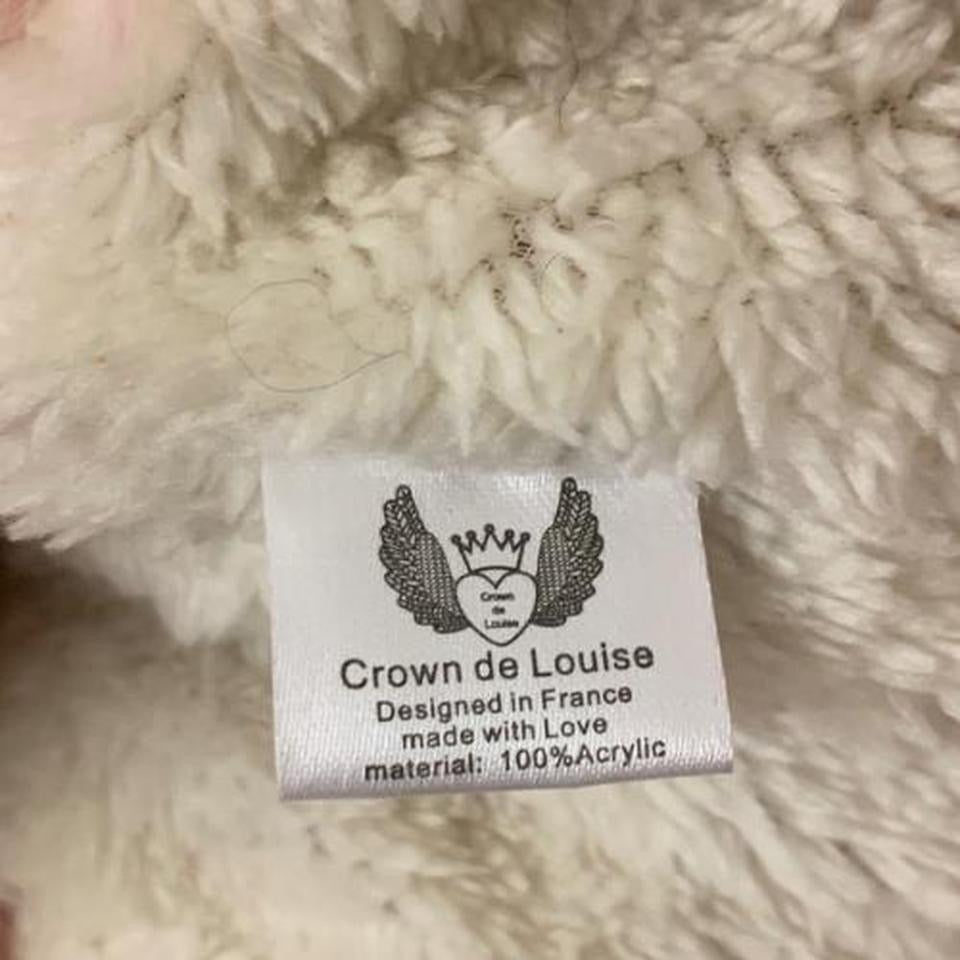 Crown
de
Louise
Crown de Louise
Designed in France
made with Love
material: 100%Acrylic